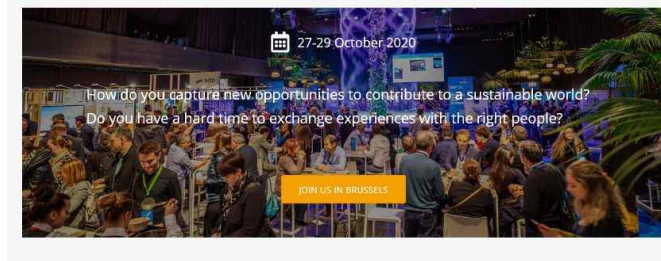 27-29 October 2020
How do you capture new opportunities to contribute to a sustainable world?
Do you have a hard time to exchange experiences with the right people?
JOIN US IN BRUSSELS